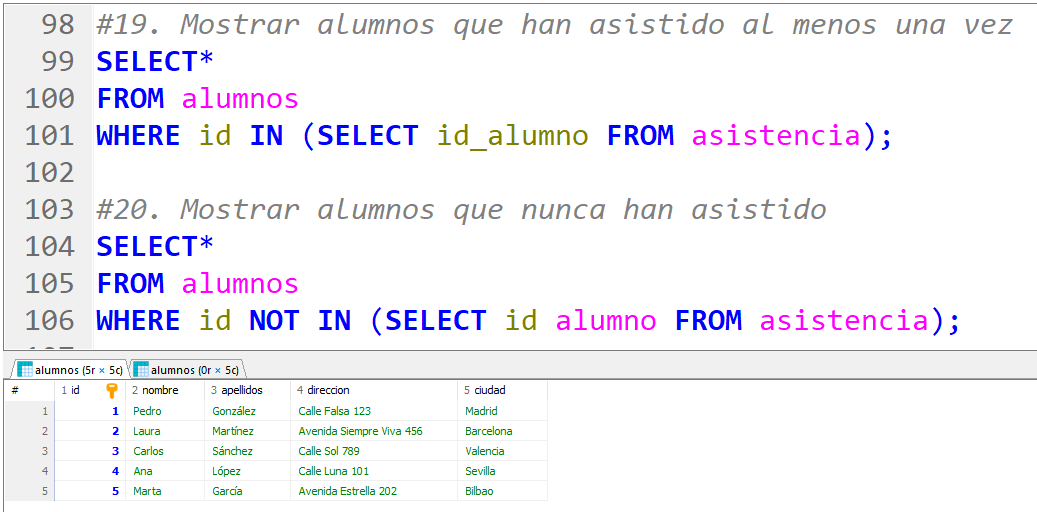 98 #19. Mostrar alumnos que han asistido al menos una vez
99 SELECT*
100 FROM alumnos
101 WHERE id IN (SELECT id_alumno FROM asistencia);
102
103 #20. Mostrar alumnos que nunca han asistido
104 SELECT*
105 FROM alumnos
106 WHERE id NOT IN (SELECT id alumno FROM asistencia);
alumnos (5r × 5c) alumnos (0r × 5c)
# 1 id 2 nombre 3 apellidos 4 direccion 5 ciudad
1 1 Pedro González Calle Falsa 123 Madrid
2 2 Laura Martínez Avenida Siempre Viva 456 Barcelona
3 3 Carlos Sánchez Calle Sol 789 Valencia
4 4 Ana López Calle Luna 101 Sevilla
5 5 Marta García Avenida Estrella 202 Bilbao